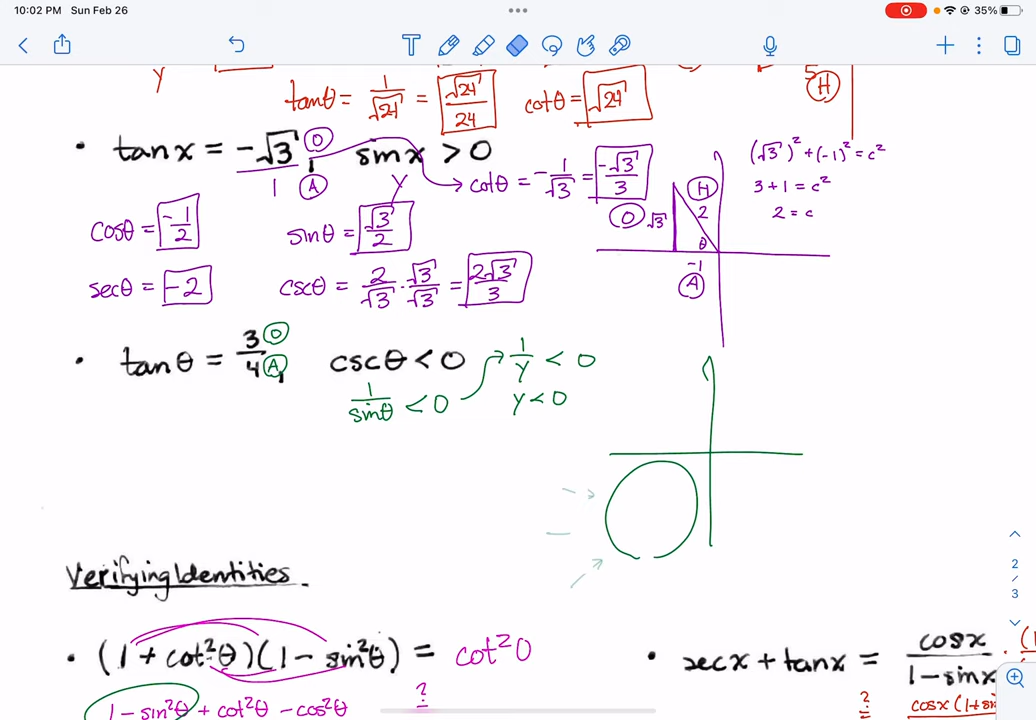 10:02 PM Sun Feb 26
35%
5
y
tanθ = 1/√24 = √24/24 cotθ = √24
H
• tan x = -√3/1 O A sin x > 0
y
cotθ = -1/√3 = -√3/3
cosθ = -1/2 sinθ = √3/2
secθ = -2 cscθ = 2/√3 · √3/√3 = 2√3/3
H
O √3 2
θ
-1
A
(√3)² + (-1)² = c²
3 + 1 = c²
2 = c
• tanθ = 3/4 O A cscθ < 0
1/sinθ < 0
1/y < 0
y < 0
Verifying Identities.
• (1 + cot²θ)(1 - sin²θ) = cot²θ
1 - sin²θ + cot²θ - cos²θ ?
• sec x + tan x = cos x/1 - sin x · (1
? = cos x (1 + sin
2
/
3